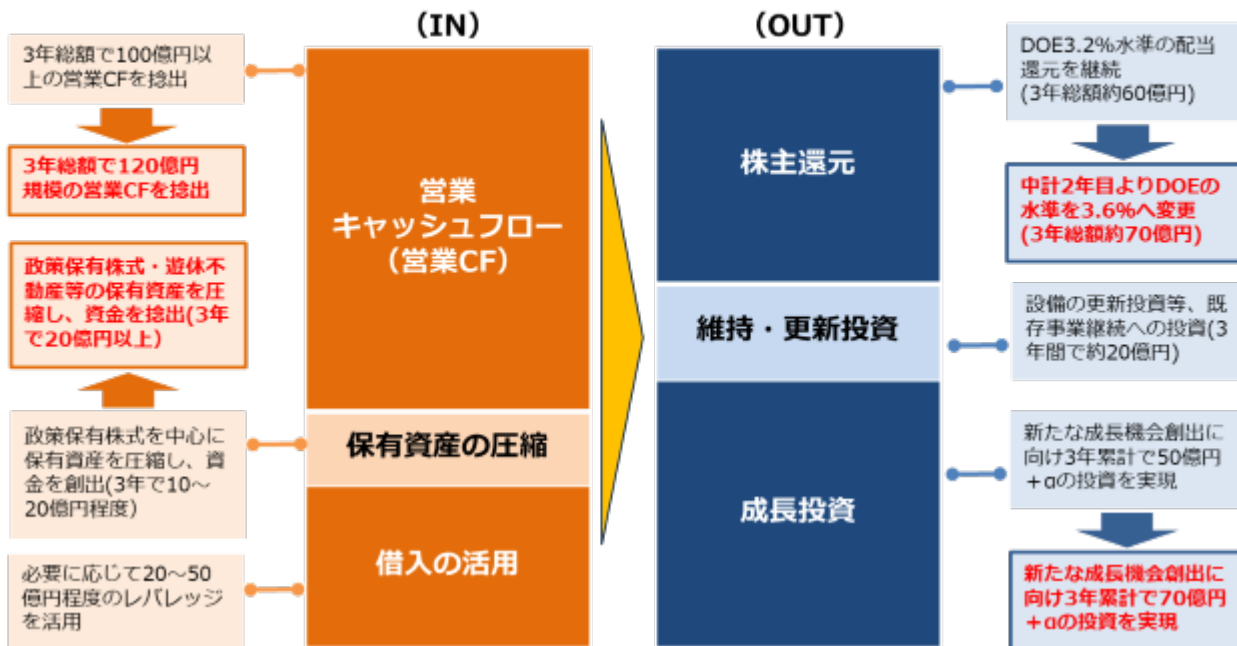 （IN）
3年総額で100億円以
上の営業CFを捻出
3年総額で120億円
規模の営業CFを捻出
政策保有株式・遊休不
動産等の保有資産を圧
縮し、資金を捻出(3年
で20億円以上）
政策保有株式を中心に
保有資産を圧縮し、資
金を創出(3年で10～
20億円程度）
必要に応じて20～50
億円程度のレバレッジ
を活用
営業
キャッシュフロー
（営業CF）
保有資産の圧縮
借入の活用
（OUT）
株主還元
維持・更新投資
成長投資
DOE3.2%水準の配当
還元を継続
(3年総額約60億円)
中計2年目よりDOEの
水準を3.6%へ変更
(3年総額約70億円)
設備の更新投資等、既
存事業継続への投資(3
年間で約20億円)
新たな成長機会創出に
向け3年累計で50億円
+αの投資を実現
新たな成長機会創出に
向け3年累計で70億円
+αの投資を実現